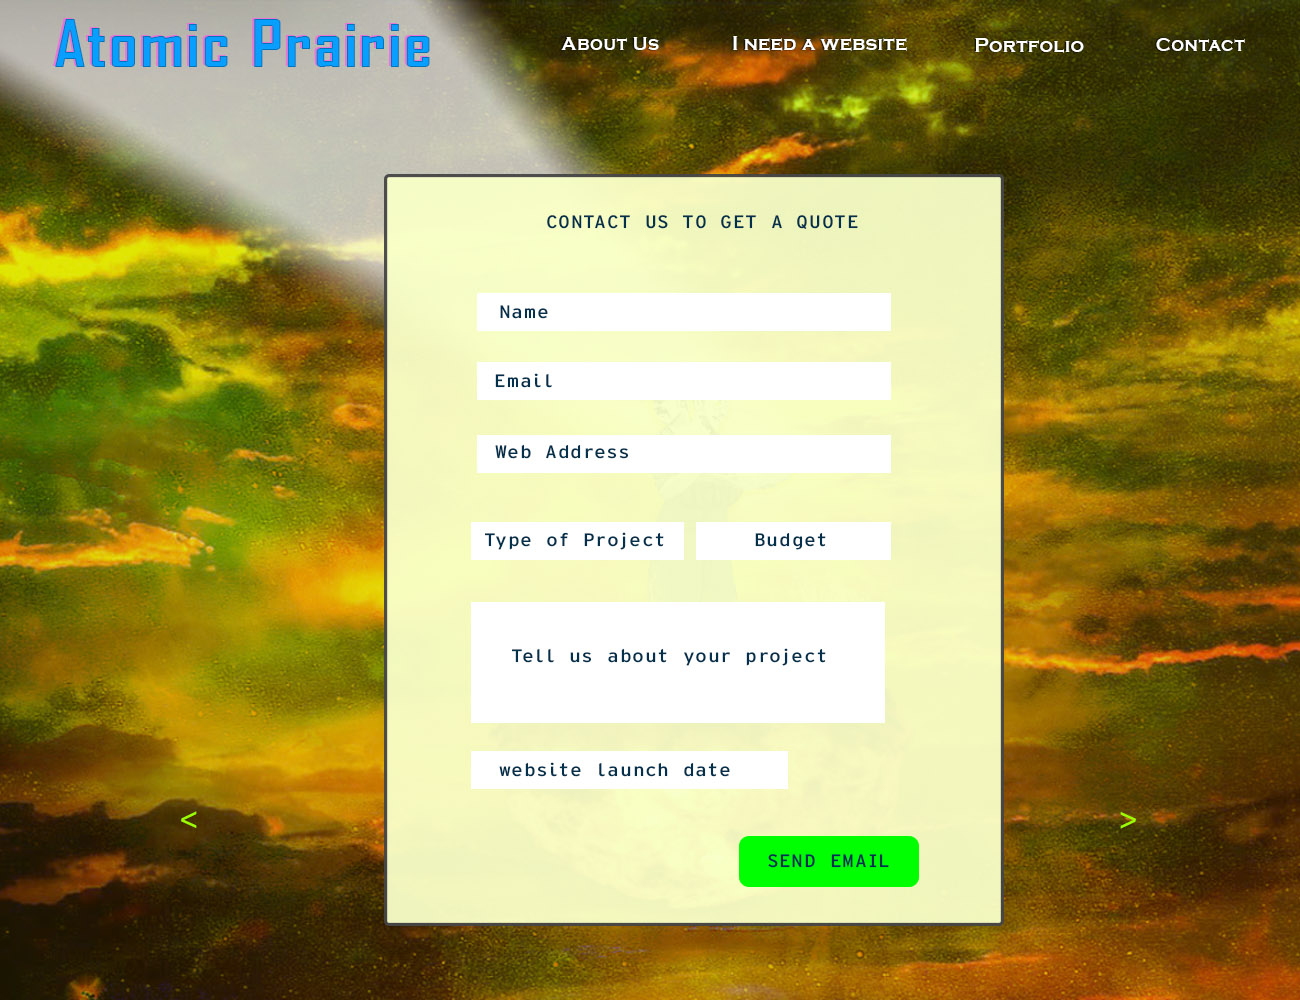 Atomic Prairie
About Us
I need a website
Portfolio
Contact
CONTACT US TO GET A QUOTE
Name
Email
Web Address
Type of Project
Budget
Tell us about your project
website launch date
<
>
SEND EMAIL